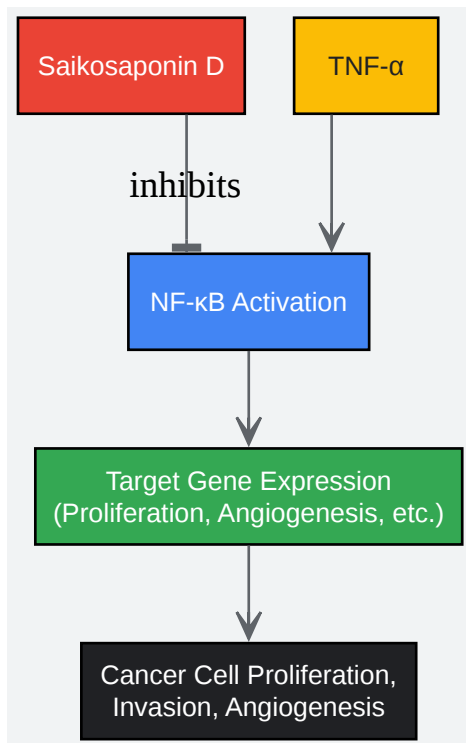 Saikosaponin D
TNF-α
inhibits
NF-κB Activation
Target Gene Expression
(Proliferation, Angiogenesis, etc.)
Cancer Cell Proliferation,
Invasion, Angiogenesis